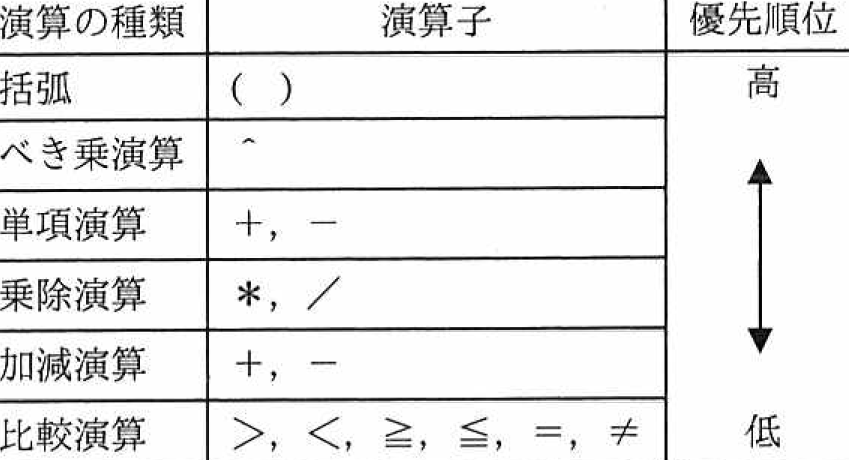 演算の種類 演算子 優先順位
括弧 ( ) 高
べき乗演算 ＾
単項演算 ＋，－
乗除演算 ＊，／
加減演算 ＋，－
比較演算 ＞，＜，≧，≦，＝，≠ 低